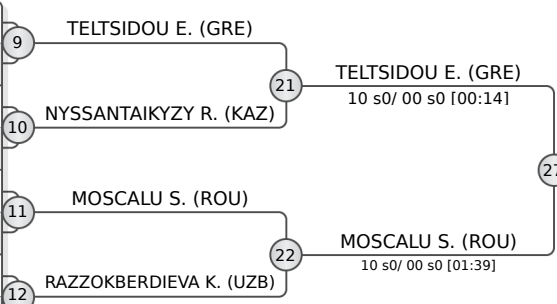 TELTSIDOU E. (GRE)
9
21
TELTSIDOU E. (GRE)
10 s0/ 00 s0 [00:14]
NYSSANTAIKYZY R. (KAZ)
10
27
MOSCALU S. (ROU)
11
22
MOSCALU S. (ROU)
10 s0/ 00 s0 [01:39]
RAZZOKBERDIEVA K. (UZB)
12